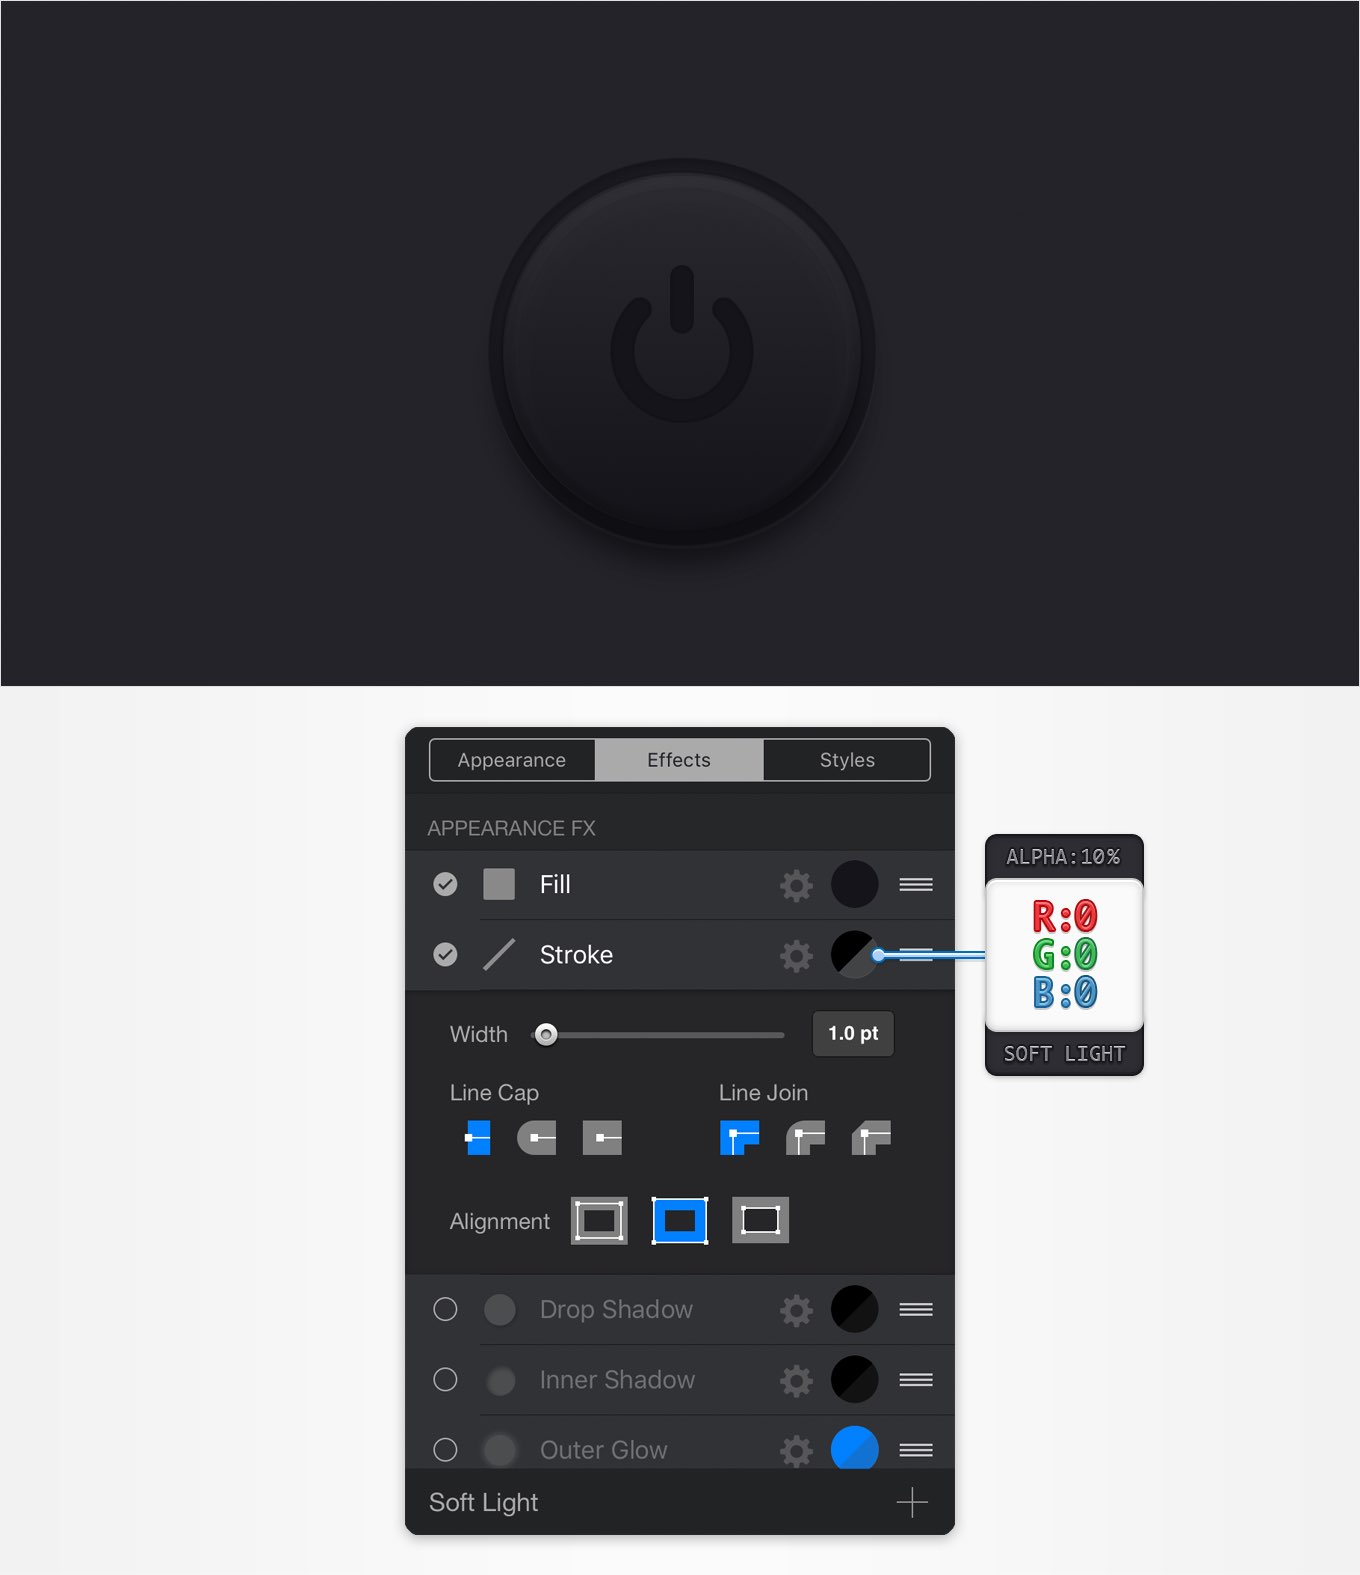 Appearance
Effects
Styles
APPEARANCE FX
Fill
Stroke
ALPHA:10%
R:0
G:0
B:0
SOFT LIGHT
Width
1.0 pt
Line Cap
Line Join
Alignment
Drop Shadow
Inner Shadow
Outer Glow
Soft Light